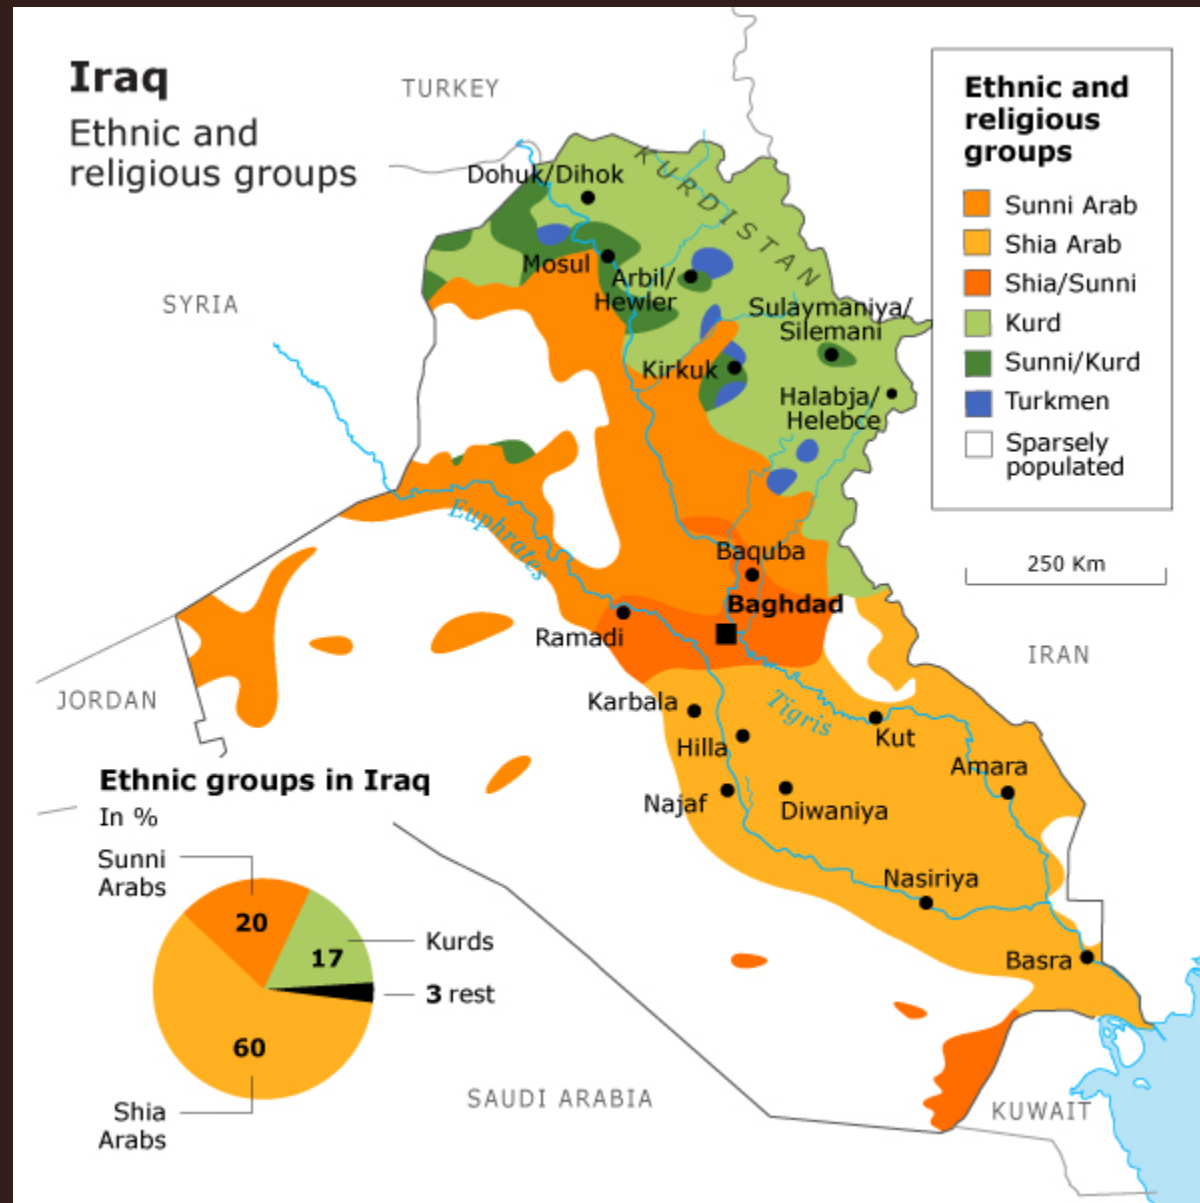 Iraq
Ethnic and
religious groups
TURKEY
Ethnic and
religious
groups
Sunni Arab
Shia Arab
Shia/Sunni
Kurd
Sunni/Kurd
Turkmen
Sparsely
populated
250 Km
KURDISTAN
Dohuk/Dihok
Mosul
Arbil/
Hewler
SYRIA
Sulaymaniya/
Silemani
Kirkuk
Halabja/
Helebce
Euphrates
Baquba
Baghdad
Ramadi
IRAN
JORDAN
Karbala
Tigris
Hilla
Kut
Amara
Najaf
Diwaniya
Nasiriya
Basra
SAUDI ARABIA
KUWAIT
Ethnic groups in Iraq
In %
Sunni
Arabs
20
17
Kurds
3 rest
60
Shia
Arabs